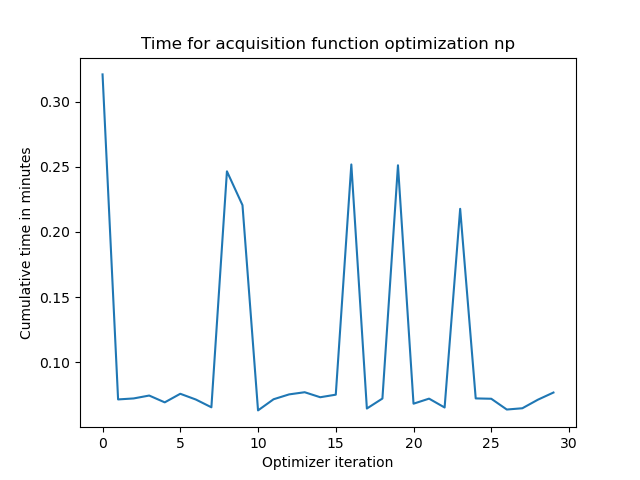 Time for acquisition function optimization np
Cumulative time in minutes
0.30
0.25
0.20
0.15
0.10
0 5 10 15 20 25 30
Optimizer iteration